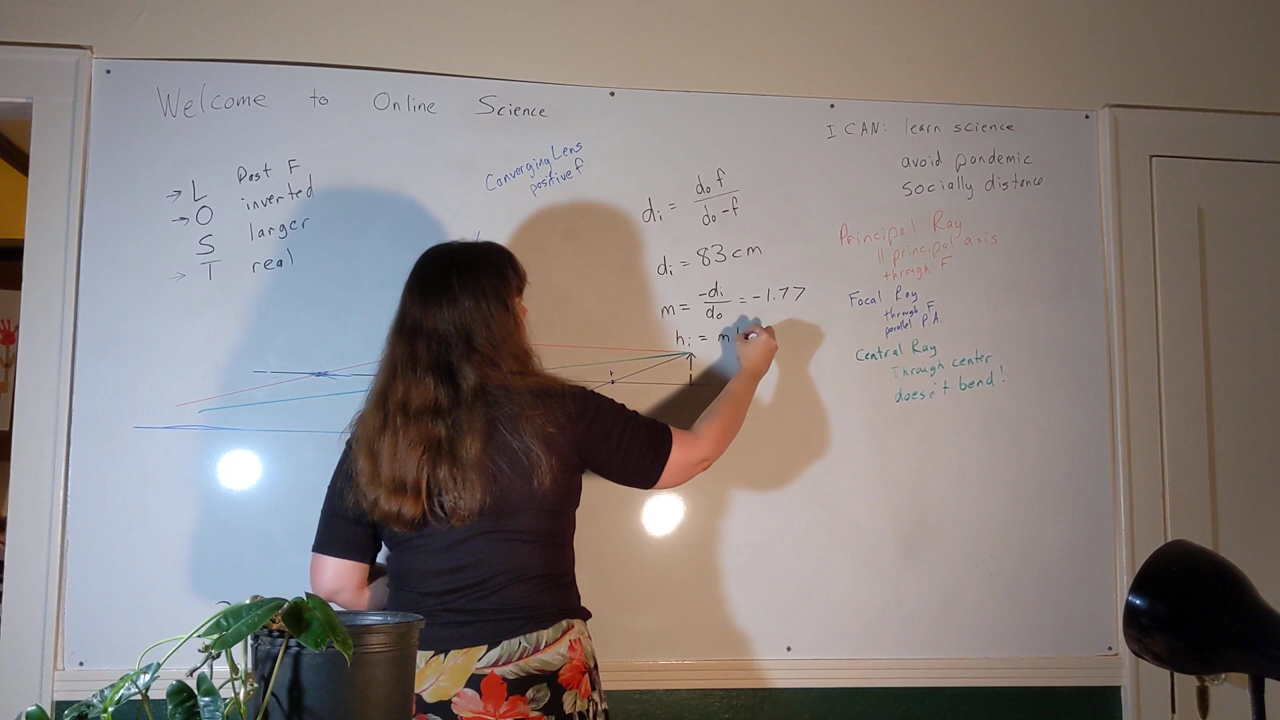 Welcome to Online Science
L Past F
O inverted
S larger
T real
Converging Lens
positive f
di = do f / do - f
di = 83 cm
m = -di / do = -1.77
hi = m
I CAN: learn science
avoid pandemic
socially distance
Principal Ray
|| principal axis
through F
Focal Ray
through F
parallel P.A.
Central Ray
Through center
doesn't bend!